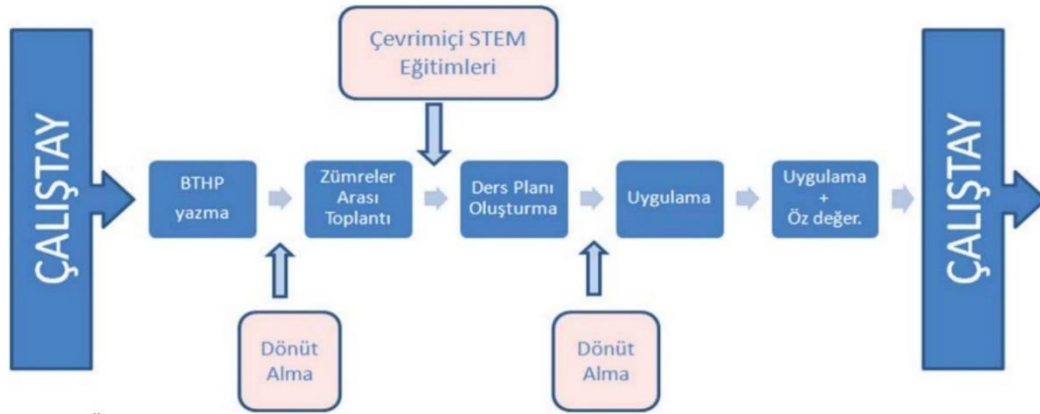 Çevrimiçi STEM
Eğitimleri
ÇALIŞTAY
BTHP
yazma
Zümreler
Arası
Toplantı
Ders Planı
Oluşturma
Uygulama
Uygulama
+
Öz değer.
ÇALIŞTAY
Dönüt
Alma
Dönüt
Alma